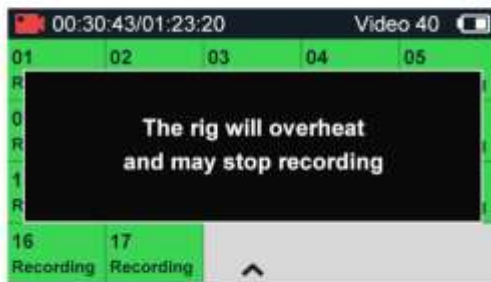 00:30:43/01:23:20 Video 40
01 02 03 04 05
The rig will overheat
and may stop recording
16 17
Recording Recording